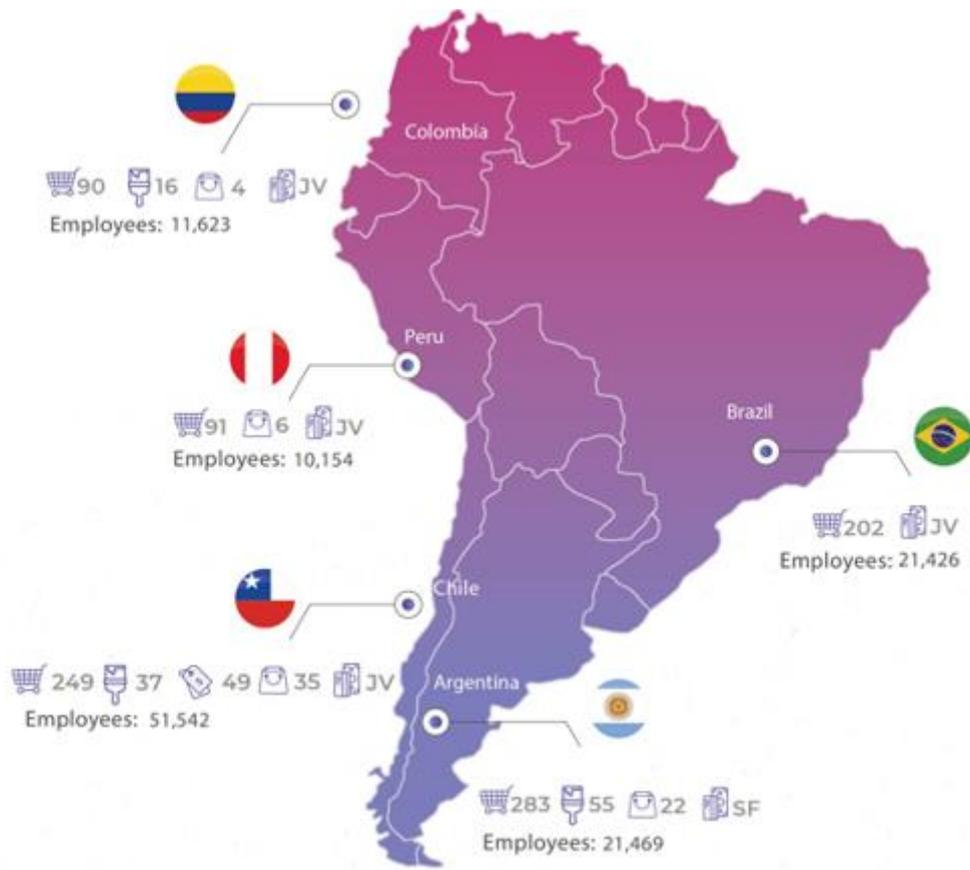 Colombia
90 16 4 JV
Employees: 11,623
Peru
91 6 JV
Employees: 10,154
Brazil
202 JV
Employees: 21,426
Chile
249 37 49 35 JV
Employees: 51,542
Argentina
283 55 22 SF
Employees: 21,469